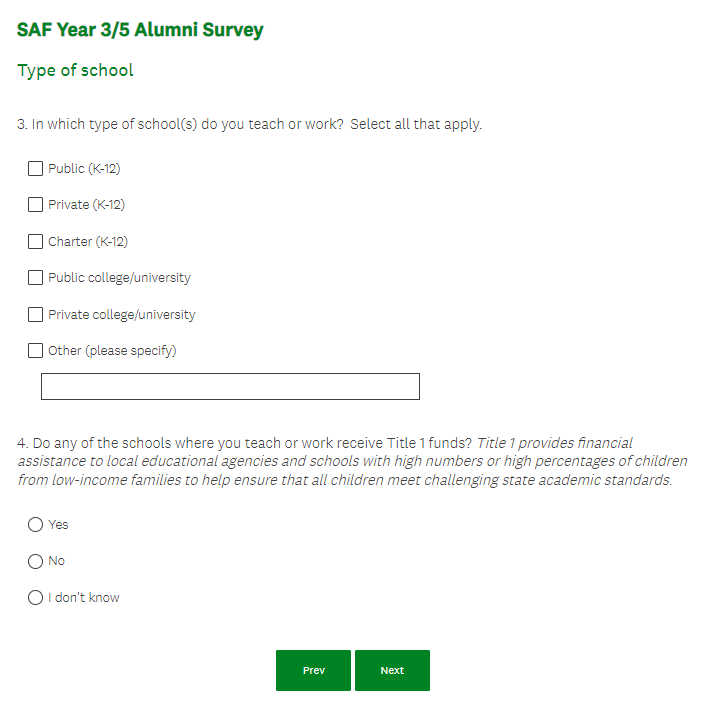 SAF Year 3/5 Alumni Survey
Type of school
3. In which type of school(s) do you teach or work?  Select all that apply.
Public (K-12)
Private (K-12)
Charter (K-12)
Public college/university
Private college/university
Other (please specify)
4. Do any of the schools where you teach or work receive Title 1 funds? Title 1 provides financial
assistance to local educational agencies and schools with high numbers or high percentages of children
from low-income families to help ensure that all children meet challenging state academic standards.
Yes
No
I don't know
Prev
Next